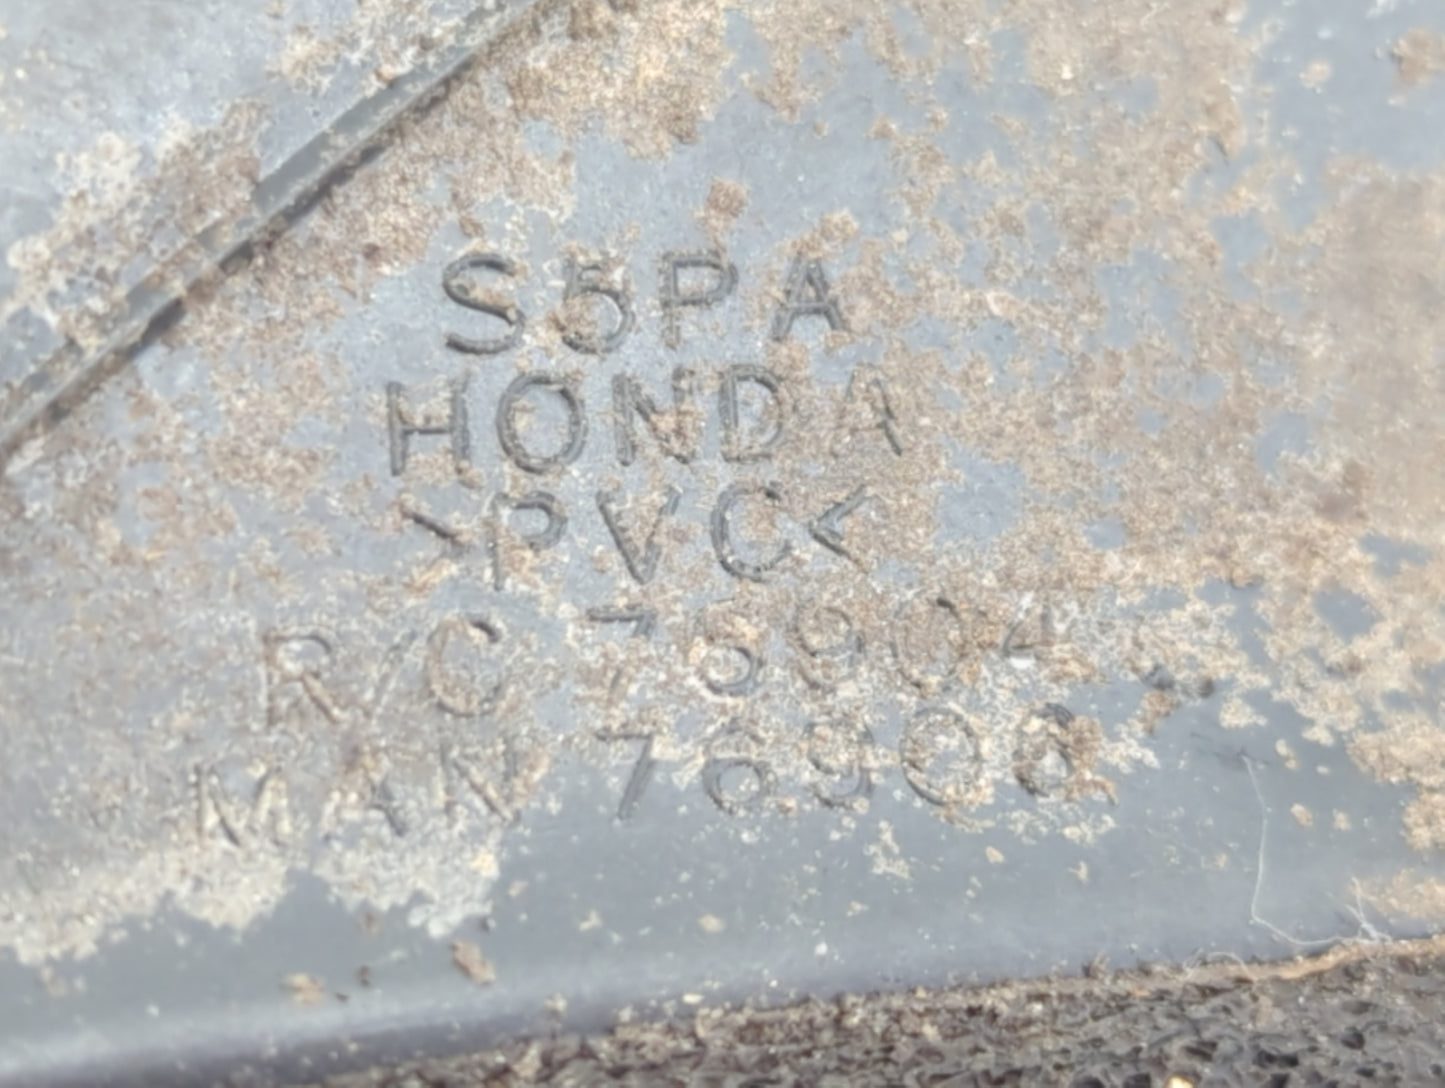 S5PA
HONDA
>PVC<
R/C 76904
MAN 76906